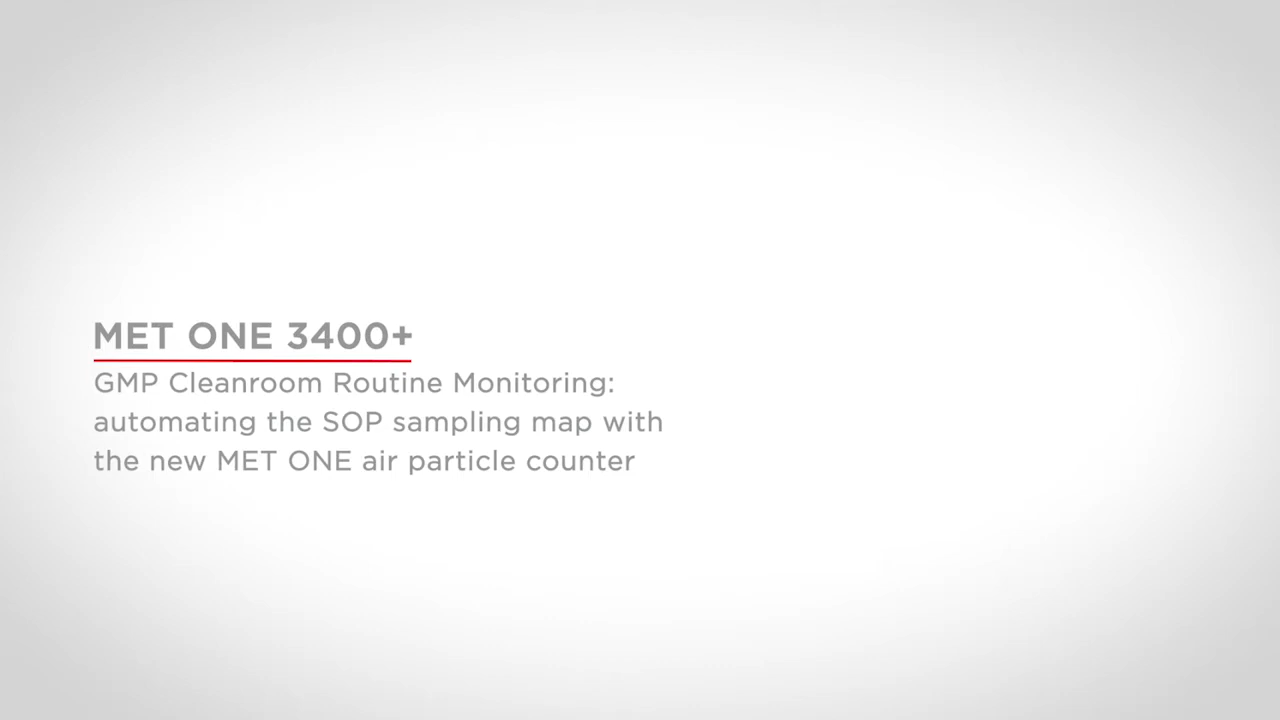 MET ONE 3400+
GMP Cleanroom Routine Monitoring:
automating the SOP sampling map with
the new MET ONE air particle counter